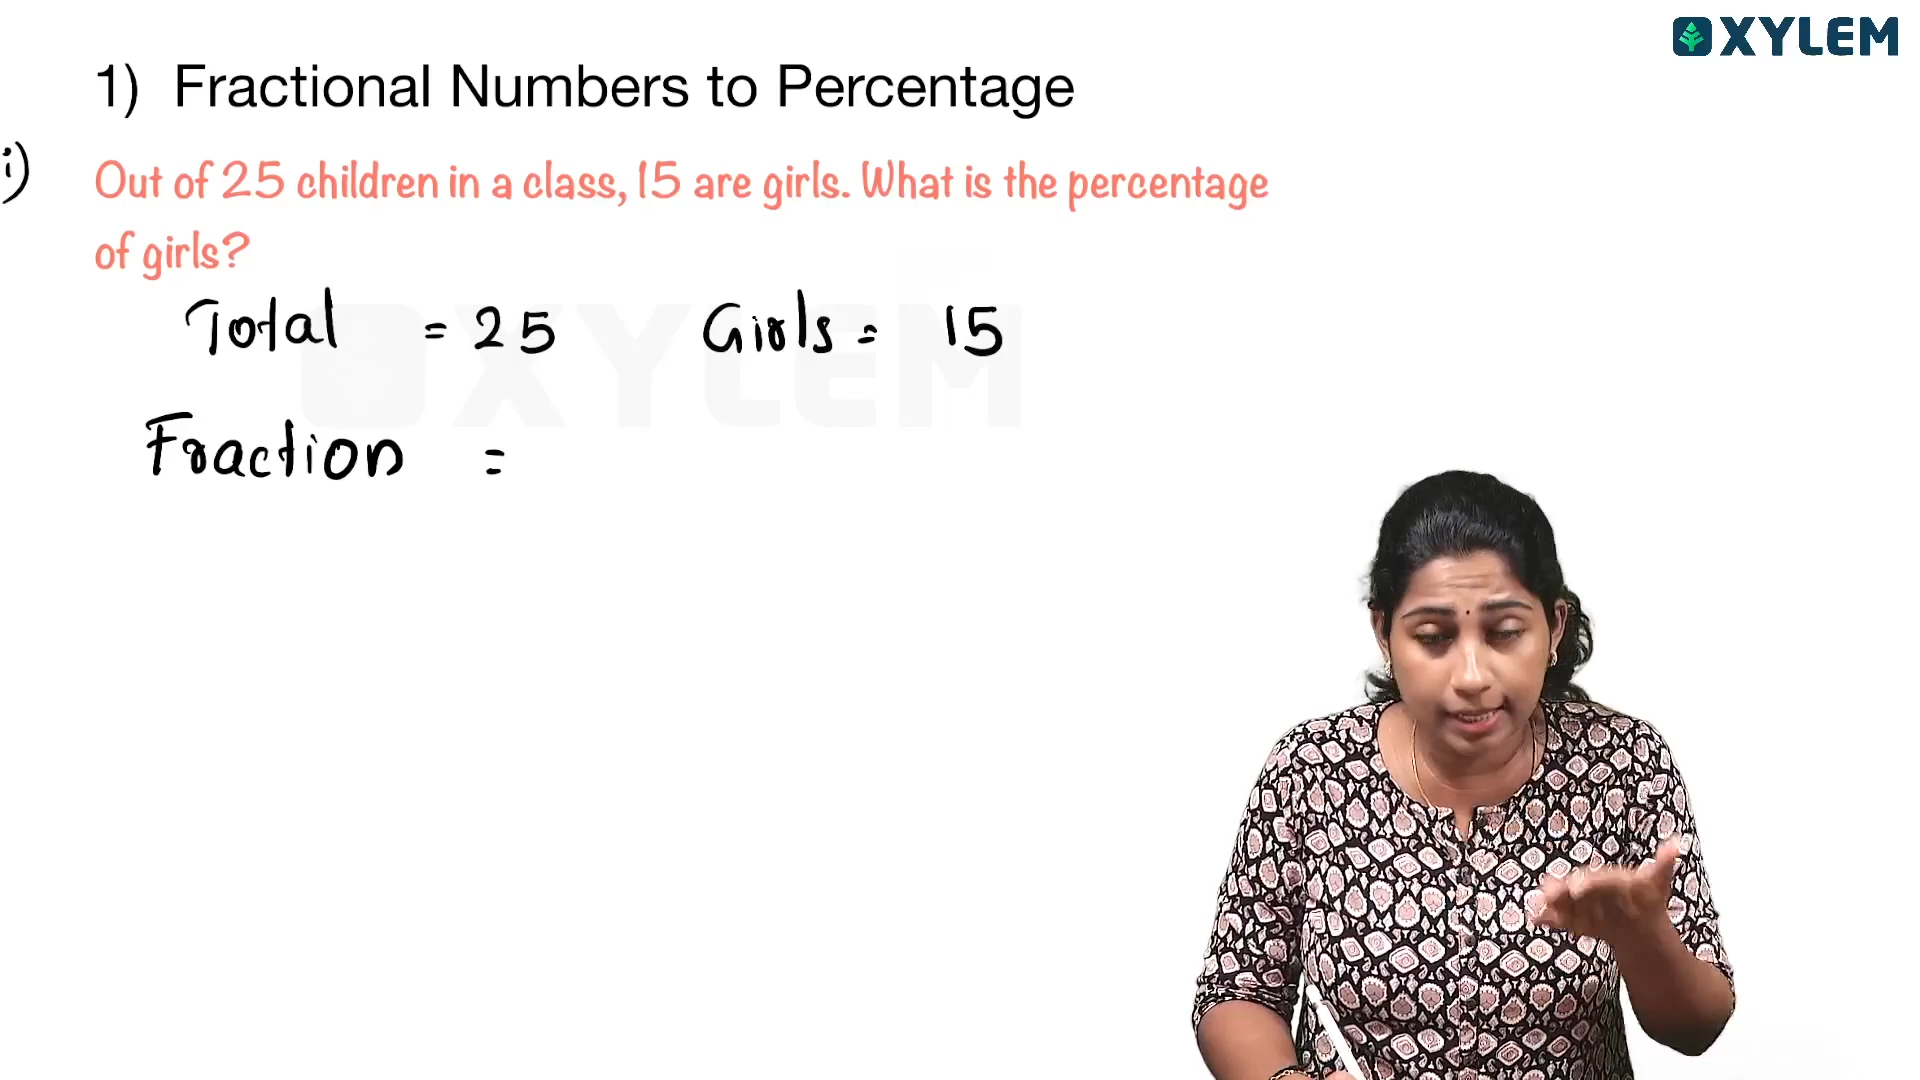 XYLEM
1) Fractional Numbers to Percentage
i) Out of 25 children in a class, 15 are girls. What is the percentage
of girls?
Total = 25 Girls = 15
Fraction =
XYLEM